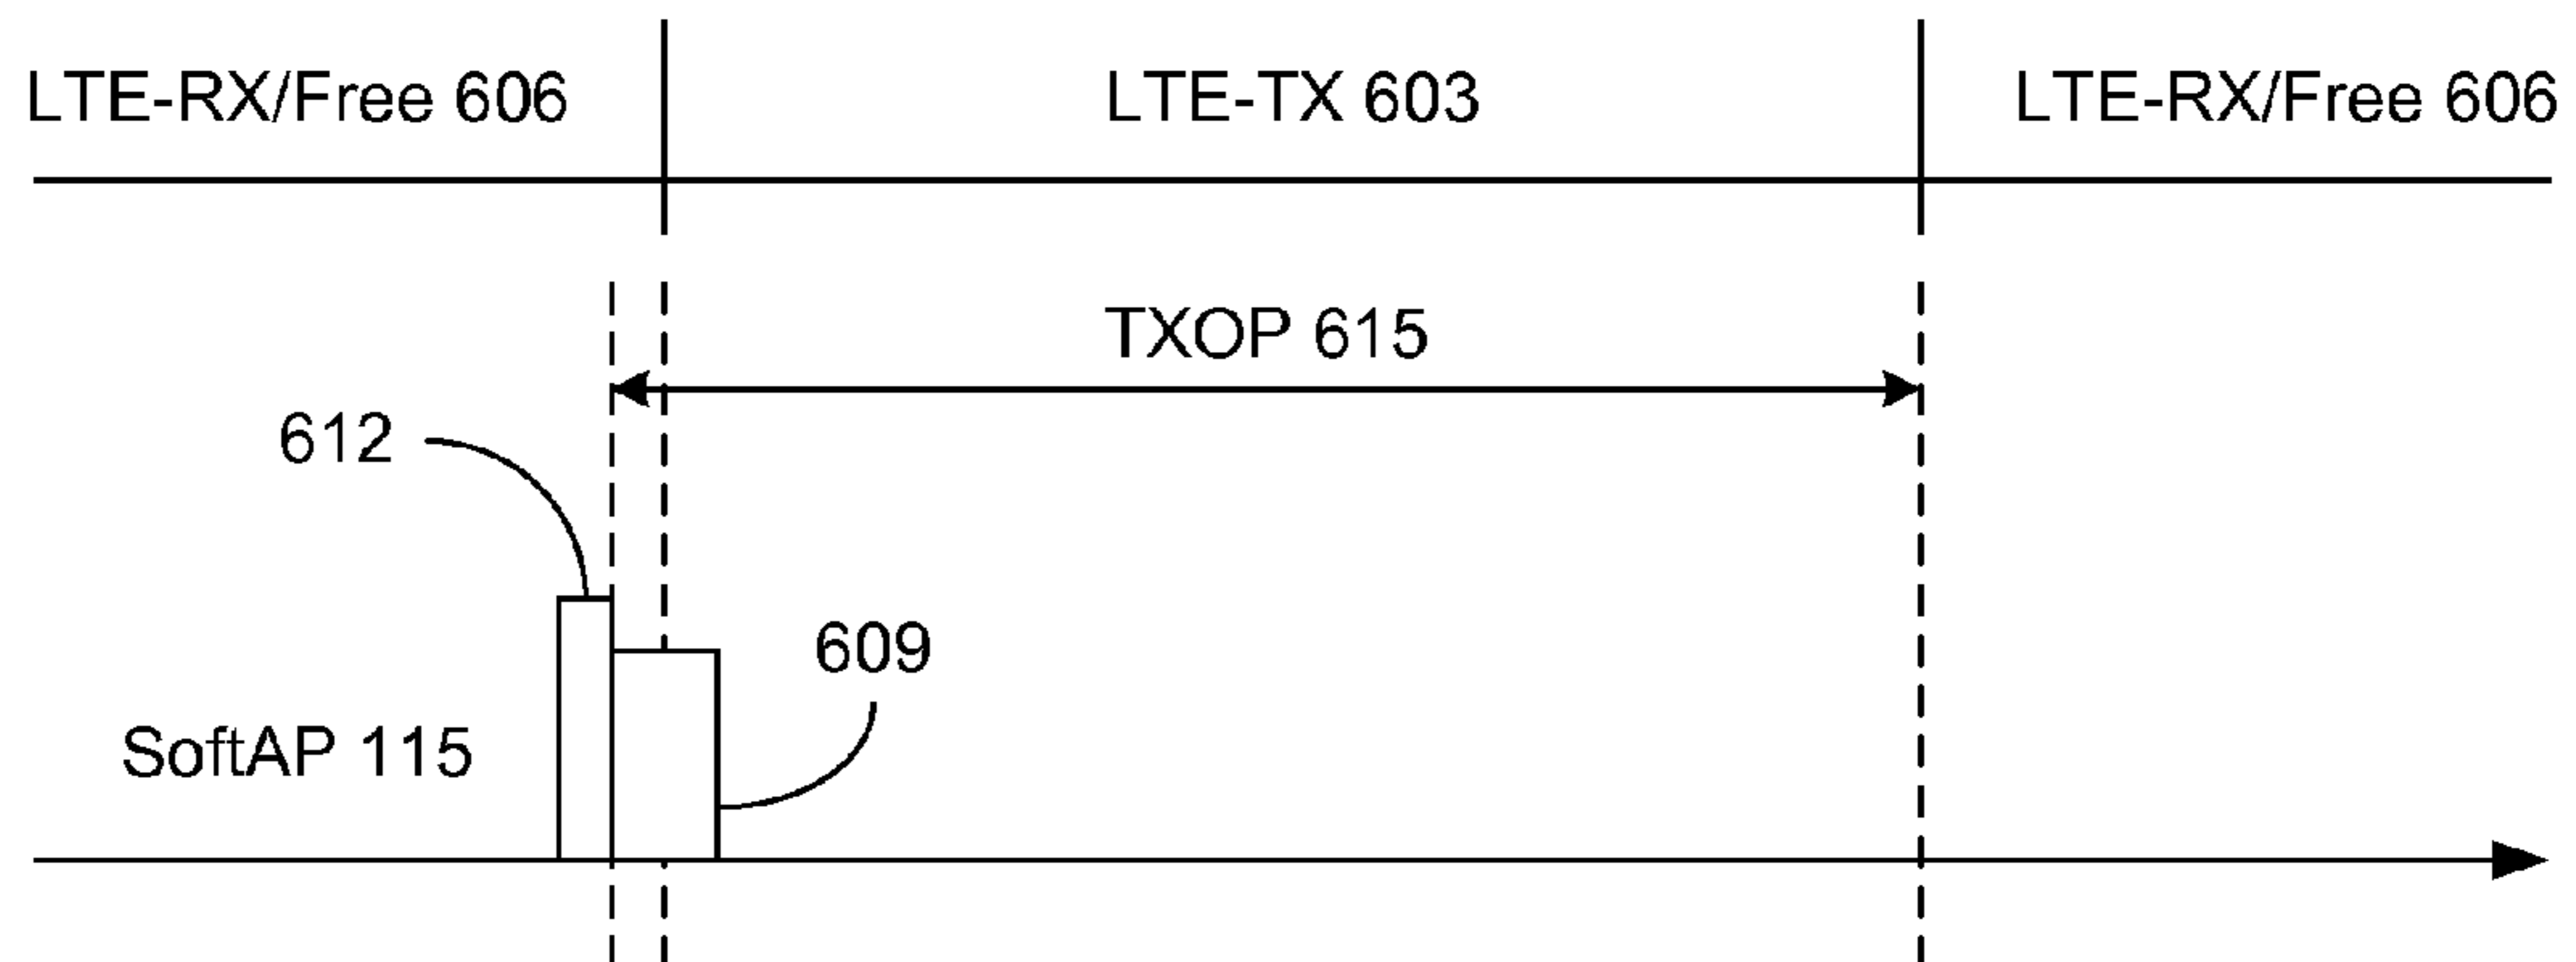 LTE-RX/Free 606
LTE-TX 603
LTE-RX/Free 606
TXOP 615
612
609
SoftAP 115